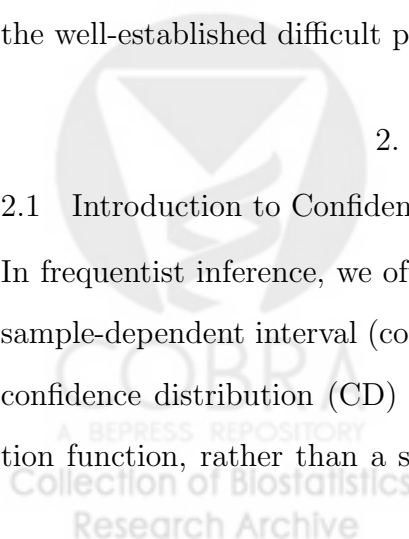 the well-established difficult p
2.
2.1 Introduction to Confiden
In frequentist inference, we of
sample-dependent interval (co
COBRA
confidence distribution (CD)
A BEPRESS REPOSITORY
tion function, rather than a s
Collection of Biostatistics
Research Archive